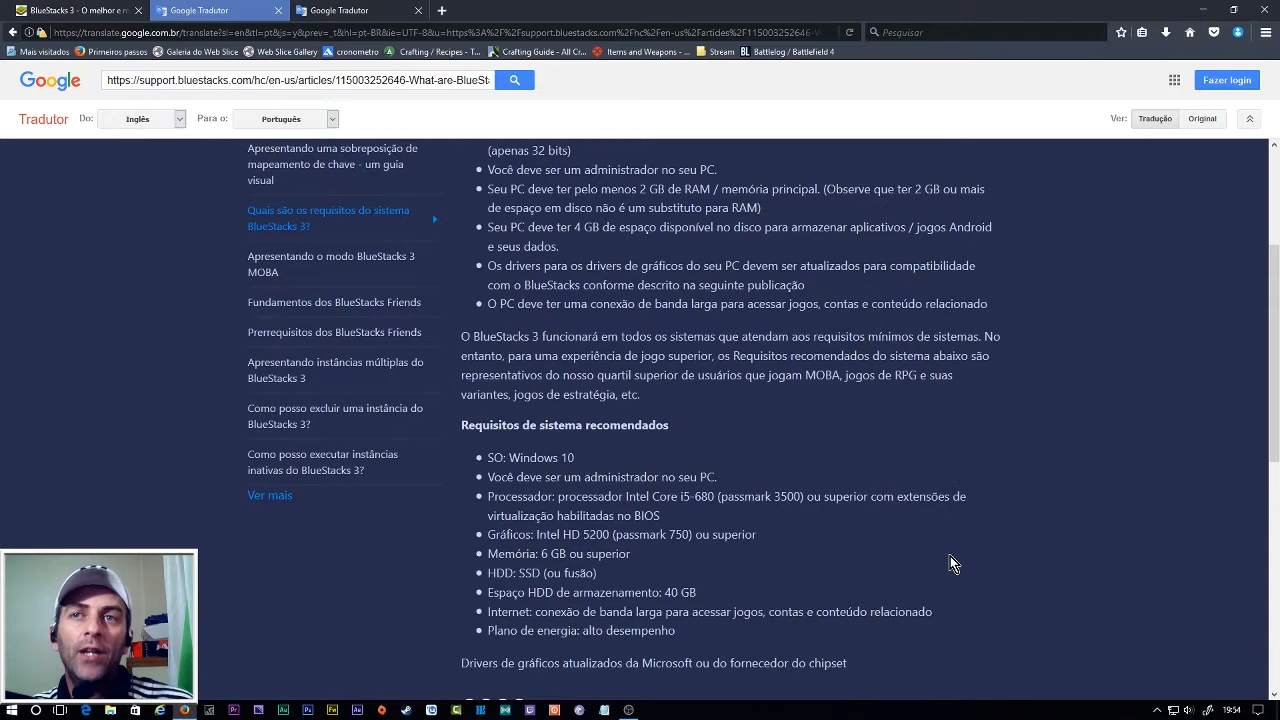 BlueStacks 3 - O melhor e m
Google Tradutor
Google Tradutor
https://translate.google.com.br/translate?sl=en&tl=pt&js=y&prev=_t&hl=pt-BR&ie=UTF-8&u=https%3A%2F%2Fsupport.bluestacks.com%2Fhc%2Fen-us%2Farticles%2F115003252646-W
Pesquisar
Mais visitados
Primeiros passos
Galeria do Web Slice
Web Slice Gallery
cronometro
Crafting / Recipes - T...
Crafting Guide - All Cr...
Items and Weapons - ...
Stream
BL Battlelog / Battlefield 4
Google
https://support.bluestacks.com/hc/en-us/articles/115003252646-What-are-BlueSta
Fazer login
Tradutor
Do:
Inglês
Para o:
Português
Ver:
Tradução
Original
Apresentando uma sobreposição de
mapeamento de chave - um guia
visual
Quais são os requisitos do sistema
BlueStacks 3?
Apresentando o modo BlueStacks 3
MOBA
Fundamentos dos BlueStacks Friends
Prerrequisitos dos BlueStacks Friends
Apresentando instâncias múltiplas do
BlueStacks 3
Como posso excluir uma instância do
BlueStacks 3?
Como posso executar instâncias
inativas do BlueStacks 3?
Ver mais
(apenas 32 bits)
Você deve ser um administrador no seu PC.
Seu PC deve ter pelo menos 2 GB de RAM / memória principal. (Observe que ter 2 GB ou mais
de espaço em disco não é um substituto para RAM)
Seu PC deve ter 4 GB de espaço disponível no disco para armazenar aplicativos / jogos Android
e seus dados.
Os drivers para os drivers de gráficos do seu PC devem ser atualizados para compatibilidade
com o BlueStacks conforme descrito na seguinte publicação
O PC deve ter uma conexão de banda larga para acessar jogos, contas e conteúdo relacionado
O BlueStacks 3 funcionará em todos os sistemas que atendam aos requisitos mínimos de sistemas. No
entanto, para uma experiência de jogo superior, os Requisitos recomendados do sistema abaixo são
representativos do nosso quartil superior de usuários que jogam MOBA, jogos de RPG e suas
variantes, jogos de estratégia, etc.
Requisitos de sistema recomendados
SO: Windows 10
Você deve ser um administrador no seu PC.
Processador: processador Intel Core i5-680 (passmark 3500) ou superior com extensões de
virtualização habilitadas no BIOS
Gráficos: Intel HD 5200 (passmark 750) ou superior
Memória: 6 GB ou superior
HDD: SSD (ou fusão)
Espaço HDD de armazenamento: 40 GB
Internet: conexão de banda larga para acessar jogos, contas e conteúdo relacionado
Plano de energia: alto desempenho
Drivers de gráficos atualizados da Microsoft ou do fornecedor do chipset
19:54